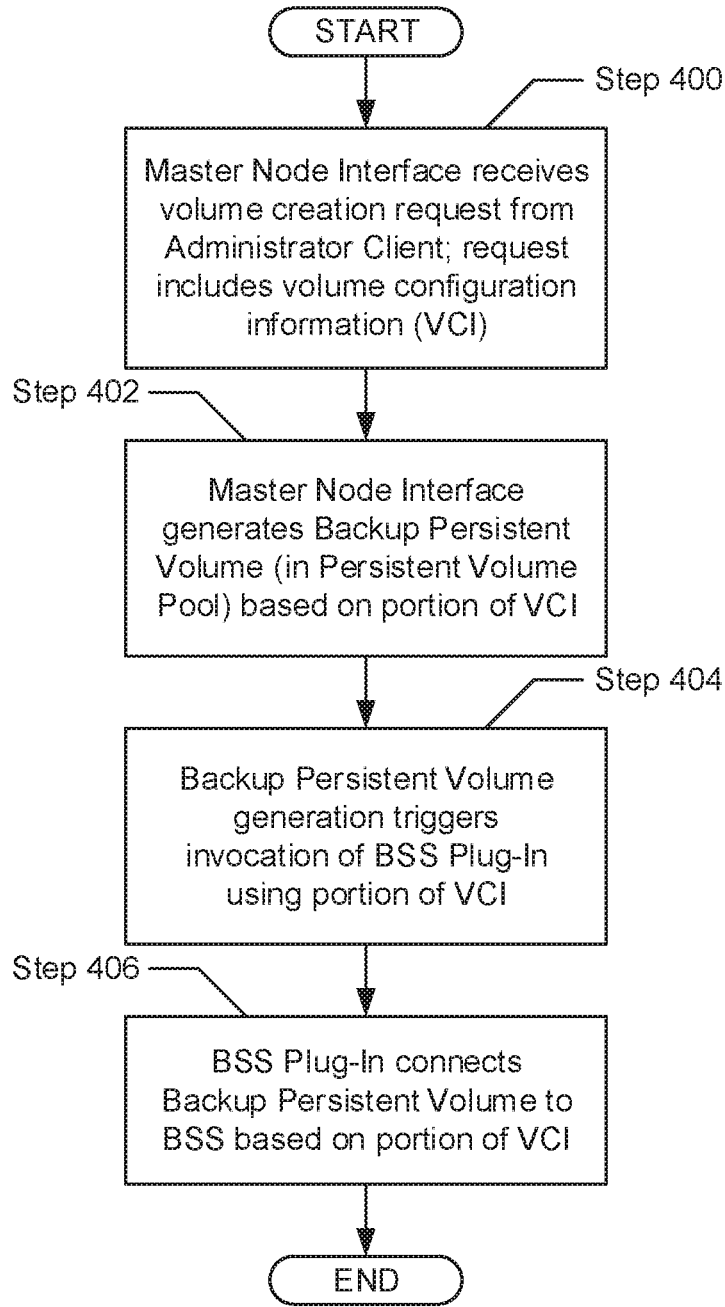 START
Step 400
Master Node Interface receives
volume creation request from
Administrator Client; request
includes volume configuration
information (VCI)
Step 402
Master Node Interface
generates Backup Persistent
Volume (in Persistent Volume
Pool) based on portion of VCI
Step 404
Backup Persistent Volume
generation triggers
invocation of BSS Plug-In
using portion of VCI
Step 406
BSS Plug-In connects
Backup Persistent Volume to
BSS based on portion of VCI
END